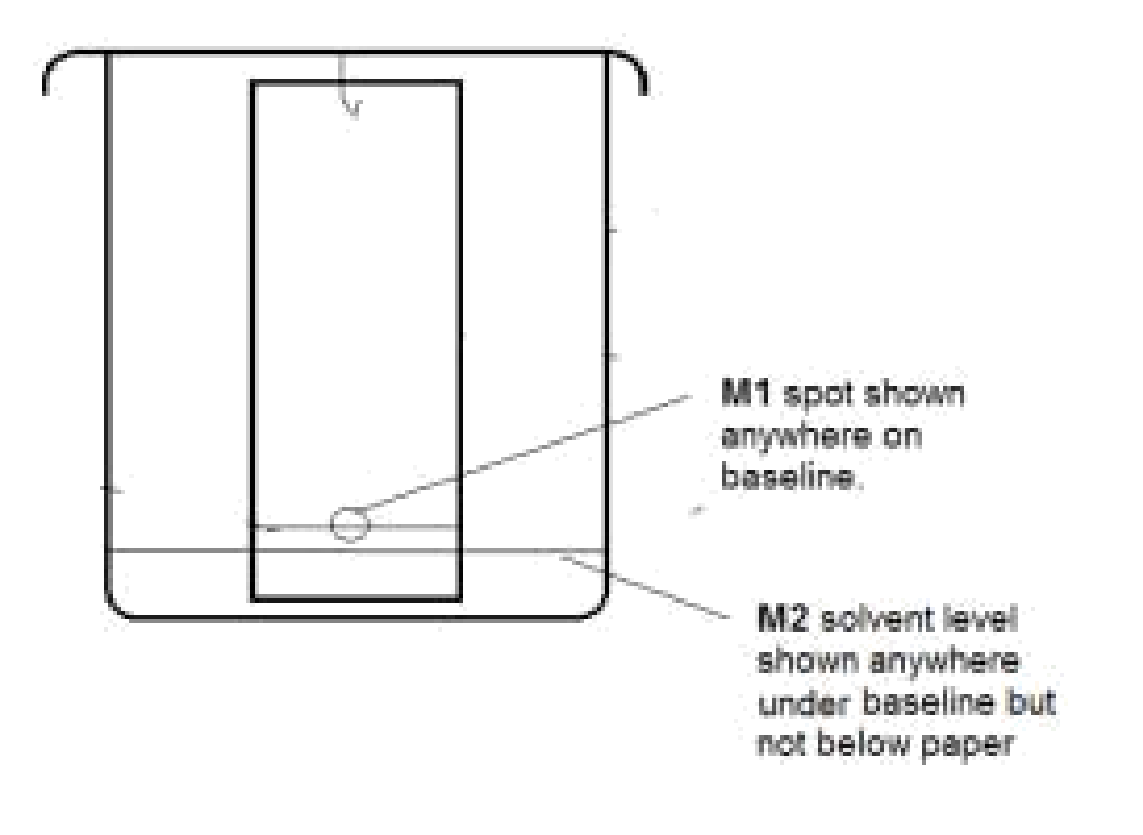 M1 spot shown
anywhere on
baseline.
M2 solvent level
shown anywhere
under baseline but
not below paper